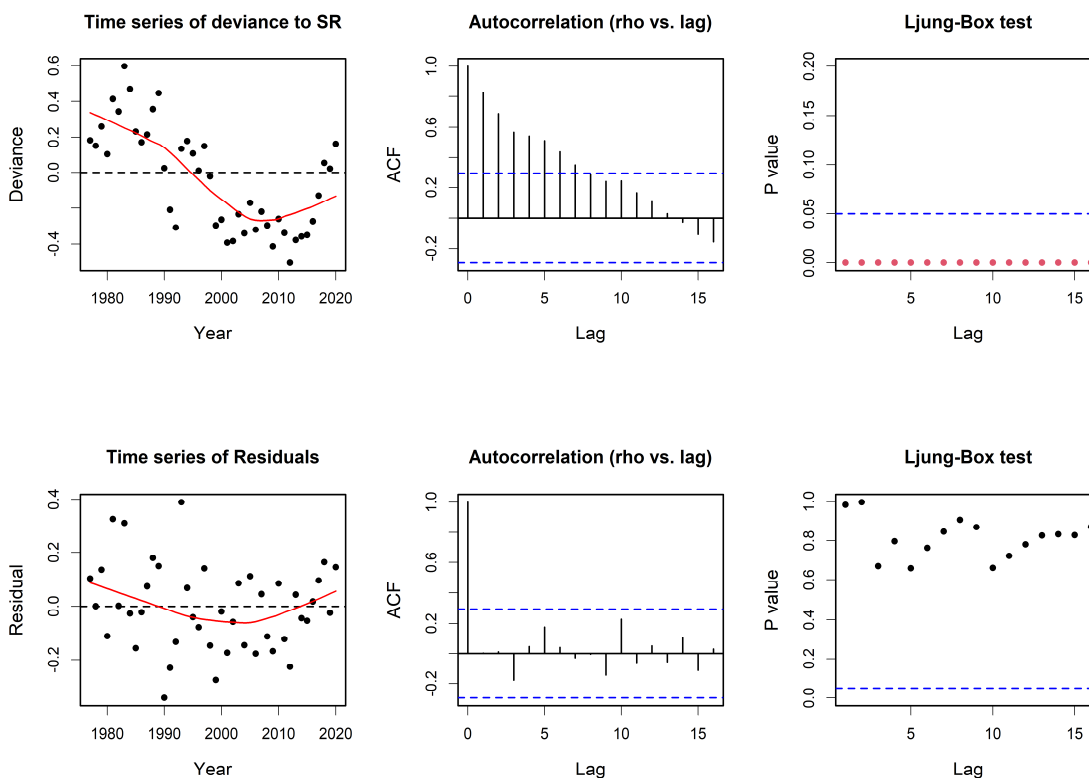 Time series of deviance to SR
Deviance
0.6
0.4
0.2
0.0
-0.4
1980 1990 2000 2010 2020
Year
Autocorrelation (rho vs. lag)
ACF
1.0
0.6
0.2
-0.2
0 5 10 15
Lag
Ljung-Box test
P value
0.20
0.15
0.10
0.05
0.00
5 10 15
Lag
Time series of Residuals
Residual
0.4
0.2
0.0
-0.2
1980 1990 2000 2010 2020
Year
Autocorrelation (rho vs. lag)
ACF
1.0
0.6
0.2
-0.2
0 5 10 15
Lag
Ljung-Box test
P value
1.0
0.8
0.6
0.4
0.2
0.0
5 10 15
Lag